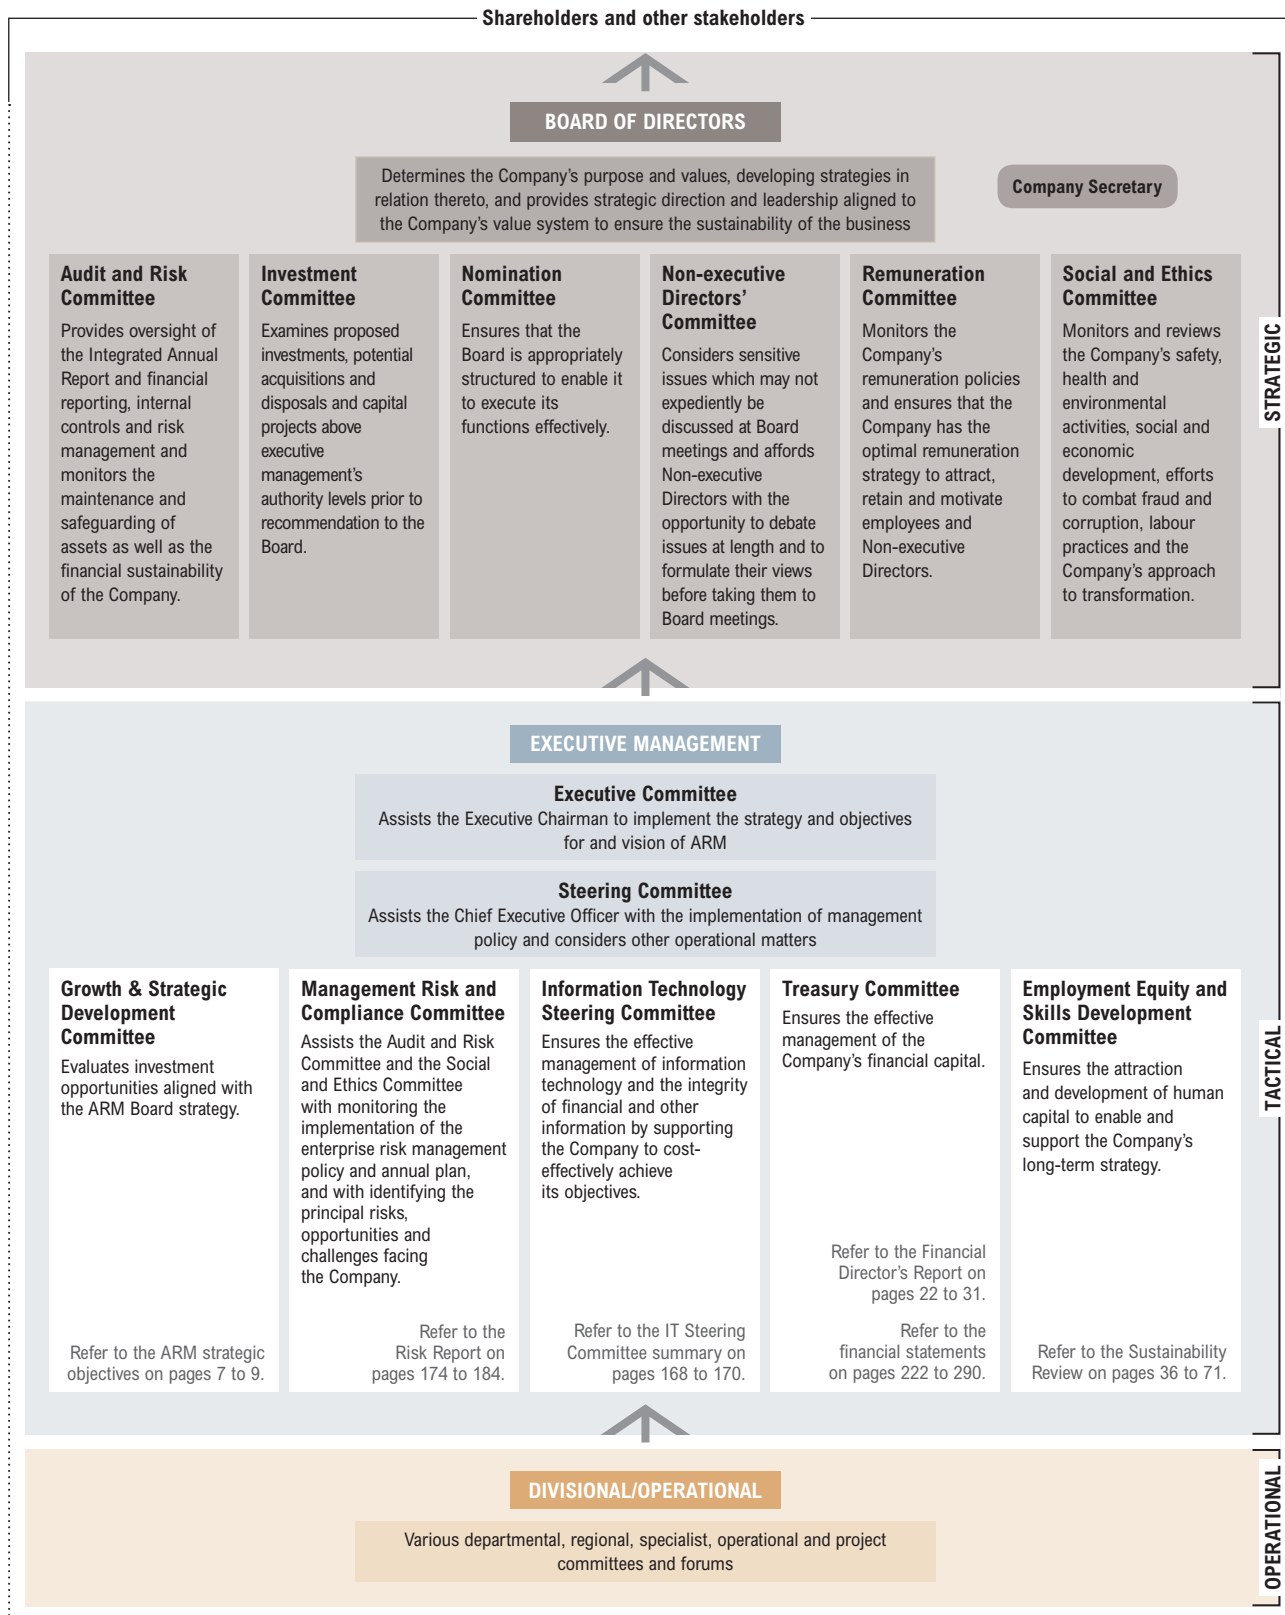 Shareholders and other stakeholders
BOARD OF DIRECTORS
Determines the Company's purpose and values, developing strategies in
relation thereto, and provides strategic direction and leadership aligned to
the Company's value system to ensure the sustainability of the business
Company Secretary
Audit and Risk
Committee
Provides oversight of
the Integrated Annual
Report and financial
reporting, internal
controls and risk
management and
monitors the
maintenance and
safeguarding of
assets as well as the
financial sustainability
of the Company.
Investment
Committee
Examines proposed
investments, potential
acquisitions and
disposals and capital
projects above
executive
management's
authority levels prior to
recommendation to the
Board.
Nomination
Committee
Ensures that the
Board is appropriately
structured to enable it
to execute its
functions effectively.
Non-executive
Directors'
Committee
Considers sensitive
issues which may not
expediently be
discussed at Board
meetings and affords
Non-executive
Directors with the
opportunity to debate
issues at length and to
formulate their views
before taking them to
Board meetings.
Remuneration
Committee
Monitors the
Company's
remuneration policies
and ensures that the
Company has the
optimal remuneration
strategy to attract,
retain and motivate
employees and
Non-executive
Directors.
Social and Ethics
Committee
Monitors and reviews
the Company's safety,
health and
environmental
activities, social and
economic
development, efforts
to combat fraud and
corruption, labour
practices and the
Company's approach
to transformation.
STRATEGIC
EXECUTIVE MANAGEMENT
Executive Committee
Assists the Executive Chairman to implement the strategy and objectives
for and vision of ARM
Steering Committee
Assists the Chief Executive Officer with the implementation of management
policy and considers other operational matters
Growth & Strategic
Development
Committee
Evaluates investment
opportunities aligned with
the ARM Board strategy.
Refer to the ARM strategic
objectives on pages 7 to 9.
Management Risk and
Compliance Committee
Assists the Audit and Risk
Committee and the Social
and Ethics Committee
with monitoring the
implementation of the
enterprise risk management
policy and annual plan,
and with identifying the
principal risks,
opportunities and
challenges facing
the Company.
Refer to the
Risk Report on
pages 174 to 184.
Information Technology
Steering Committee
Ensures the effective
management of information
technology and the integrity
of financial and other
information by supporting
the Company to cost-
effectively achieve
its objectives.
Refer to the IT Steering
Committee summary on
pages 168 to 170.
Treasury Committee
Ensures the effective
management of the
Company's financial capital.
Refer to the Financial
Director's Report on
pages 22 to 31.
Refer to the
financial statements
on pages 222 to 290.
Employment Equity and
Skills Development
Committee
Ensures the attraction
and development of human
capital to enable and
support the Company's
long-term strategy.
Refer to the Sustainability
Review on pages 36 to 71.
TACTICAL
DIVISIONAL/OPERATIONAL
Various departmental, regional, specialist, operational and project
committees and forums
OPERATIONAL